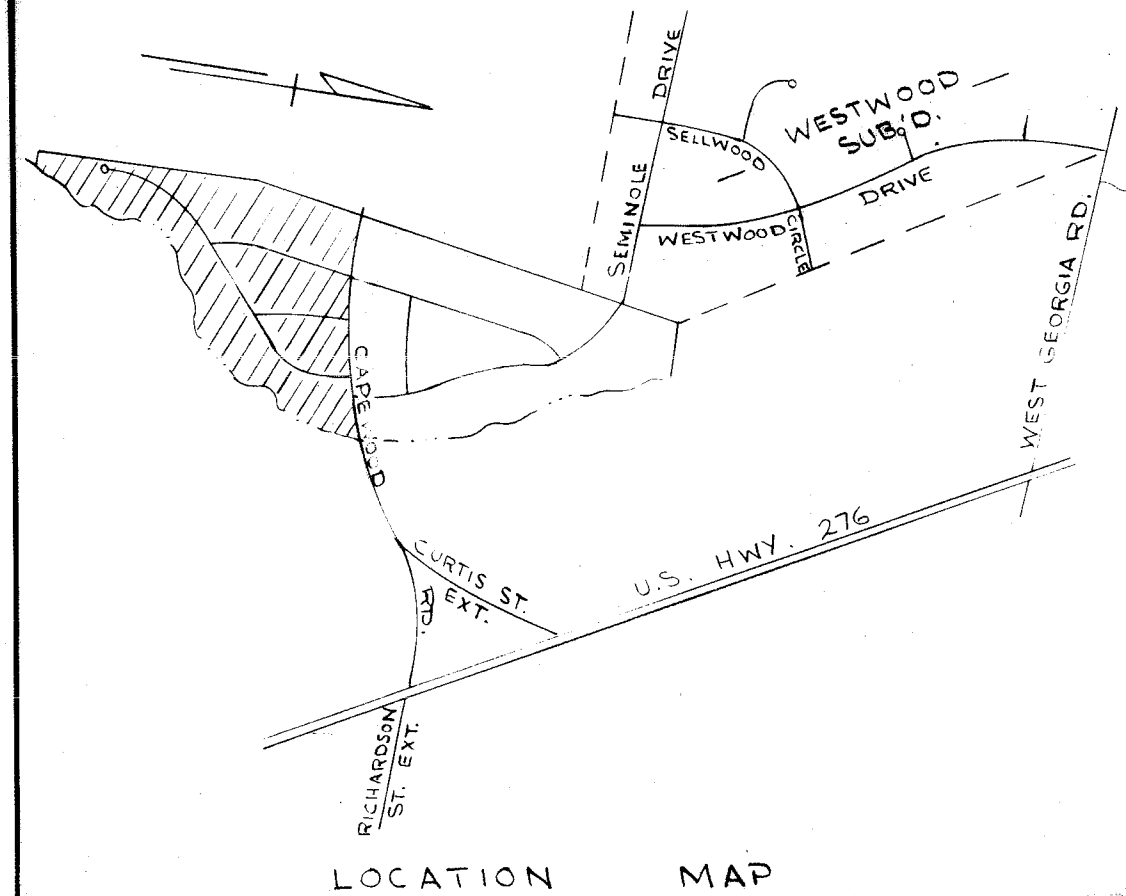 DRIVE
SEMINOLE
SELLWOOD
CIRCLE
WESTWOOD
SUB'D.
WESTWOOD
DRIVE
WEST GEORGIA RD.
CAPEWOOD
RD.
CURTIS ST.
EXT.
U.S. HWY. 276
RICHARDSON
ST. EXT.
LOCATION MAP